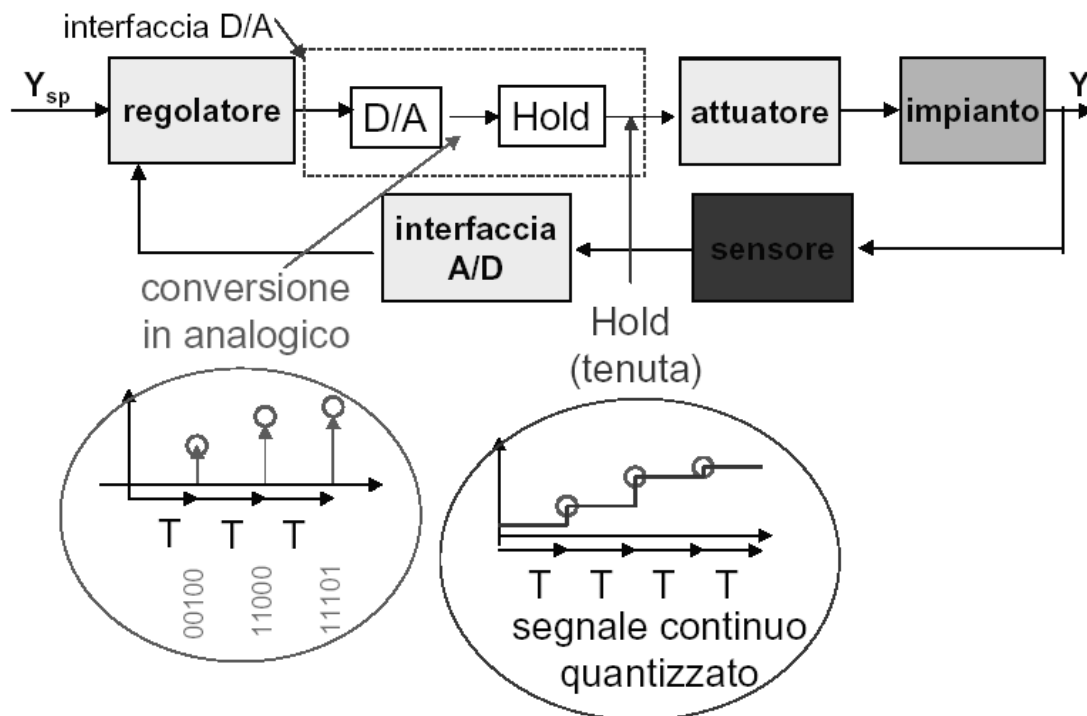 interfaccia D/A
Ysp
regolatore
D/A
Hold
attuatore
impianto
Y
interfaccia
A/D
sensore
conversione
in analogico
Hold
(tenuta)
T T T
00100
11000
11101
T T T T
segnale continuo
quantizzato